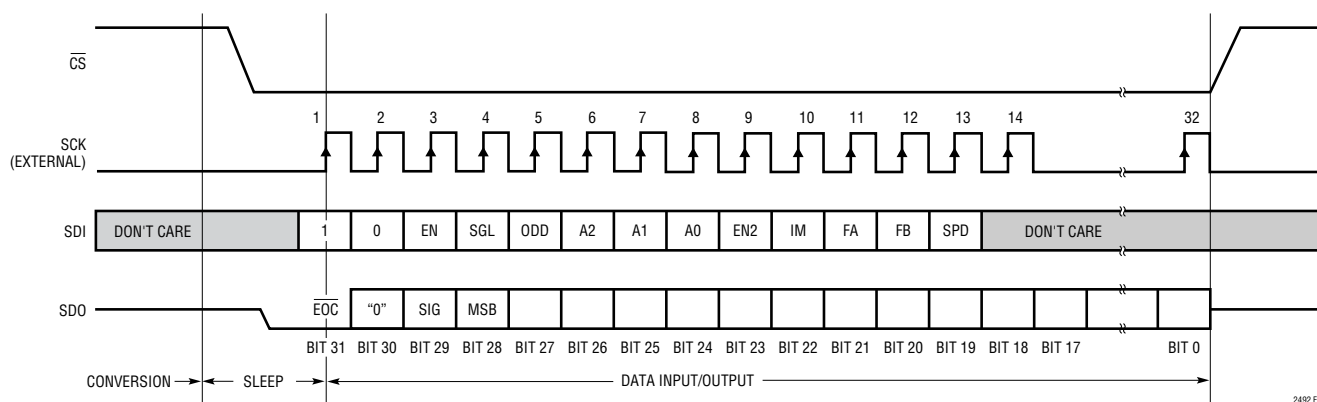 CS
1 2 3 4 5 6 7 8 9 10 11 12 13 14 32
SCK
(EXTERNAL)
SDI DON'T CARE 1 0 EN SGL ODD A2 A1 A0 EN2 IM FA FB SPD DON'T CARE
SDO EOC "0" SIG MSB
BIT 31 BIT 30 BIT 29 BIT 28 BIT 27 BIT 26 BIT 25 BIT 24 BIT 23 BIT 22 BIT 21 BIT 20 BIT 19 BIT 18 BIT 17 BIT 0
CONVERSION SLEEP DATA INPUT/OUTPUT